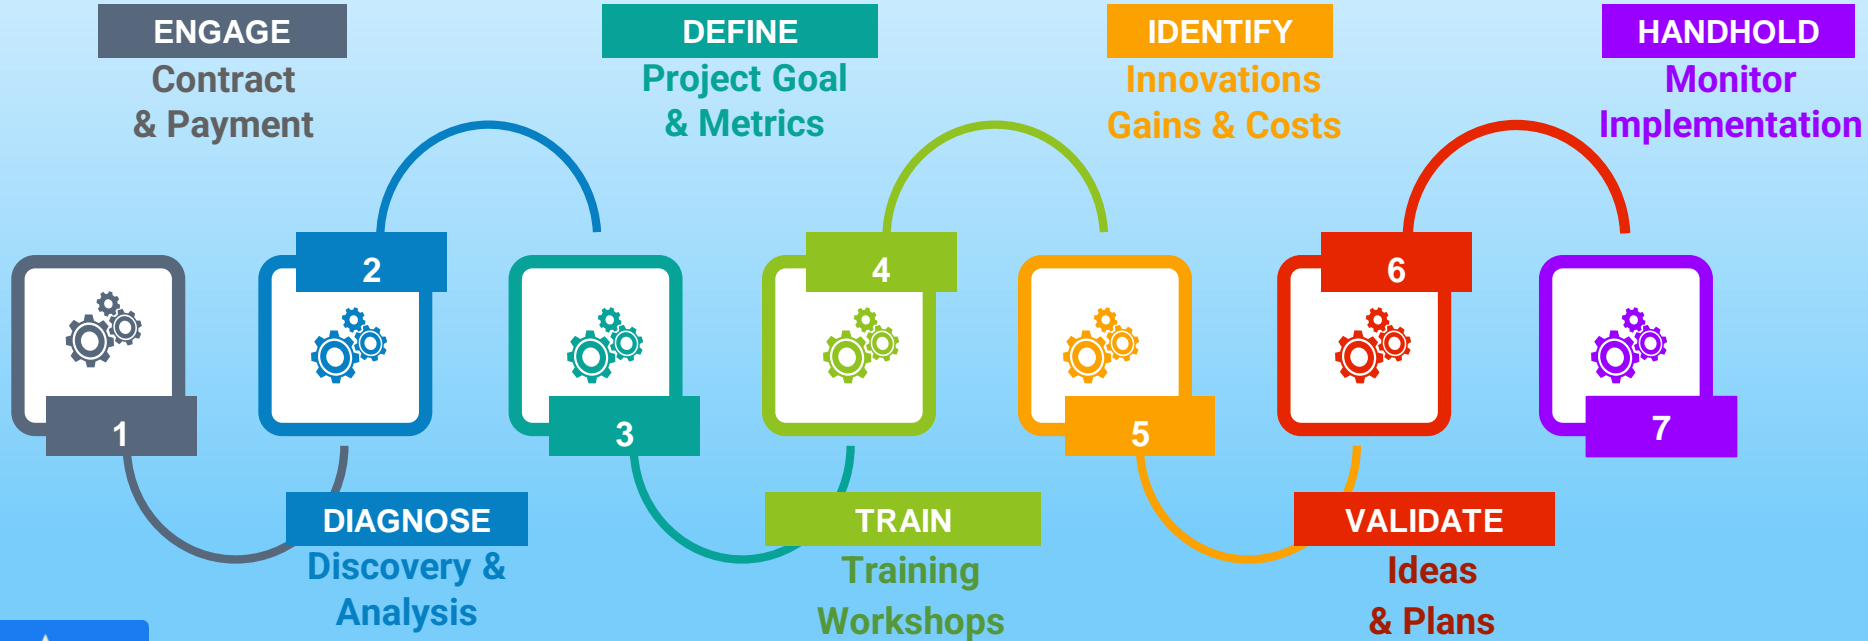 ENGAGE
Contract
& Payment
DEFINE
Project Goal
& Metrics
IDENTIFY
Innovations
Gains & Costs
HANDHOLD
Monitor
Implementation
1
2
3
4
5
6
7
DIAGNOSE
Discovery &
Analysis
TRAIN
Training
Workshops
VALIDATE
Ideas
& Plans